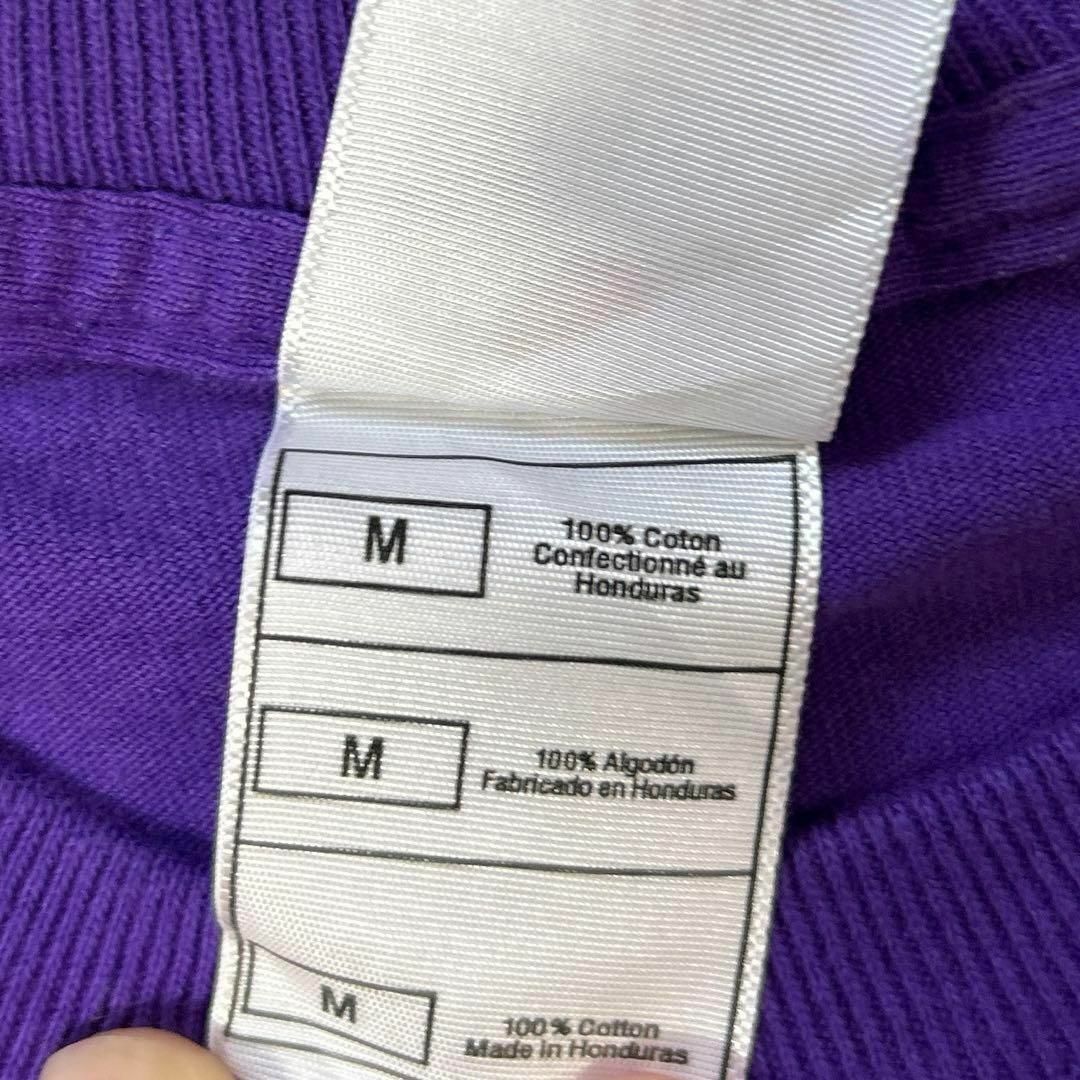 M
100% Coton
Confectionné au
Honduras
M
100% Algodón
Fabricado en Honduras
M
100% Cotton
Made in Honduras